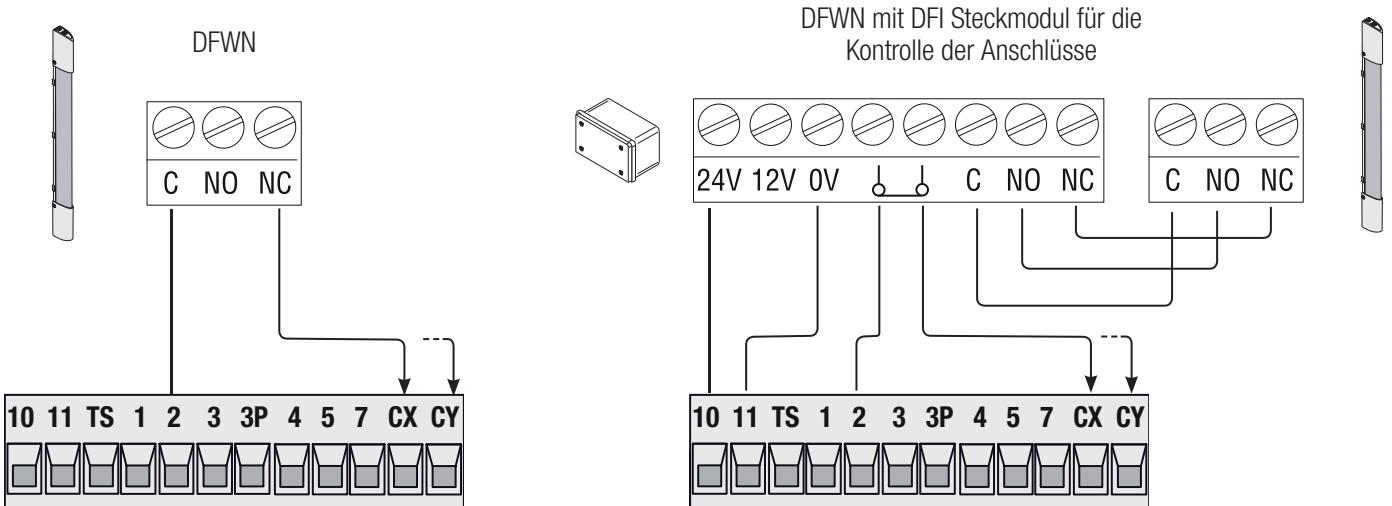 DFWN
C NO NC
10 11 TS 1 2 3 3P 4 5 7 CX CY
DFWN mit DFI Steckmodul für die
Kontrolle der Anschlüsse
24V 12V 0V C NO NC
C NO NC
10 11 TS 1 2 3 3P 4 5 7 CX CY